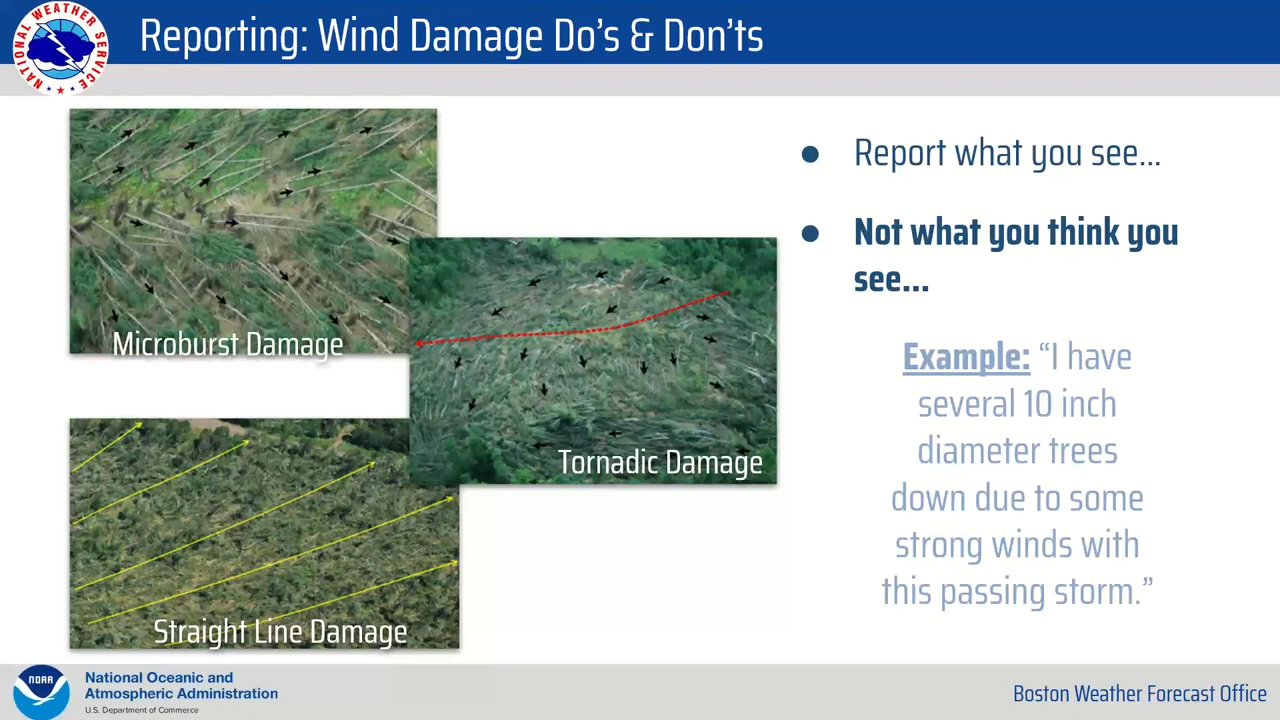 Reporting: Wind Damage Do's & Don'ts
NATIONAL WEATHER SERVICE
Microburst Damage
Tornadic Damage
Straight Line Damage
● Report what you see...
● Not what you think you
see...
Example: “I have
several 10 inch
diameter trees
down due to some
strong winds with
this passing storm.”
NOAA
National Oceanic and
Atmospheric Administration
U.S. Department of Commerce
Boston Weather Forecast Office